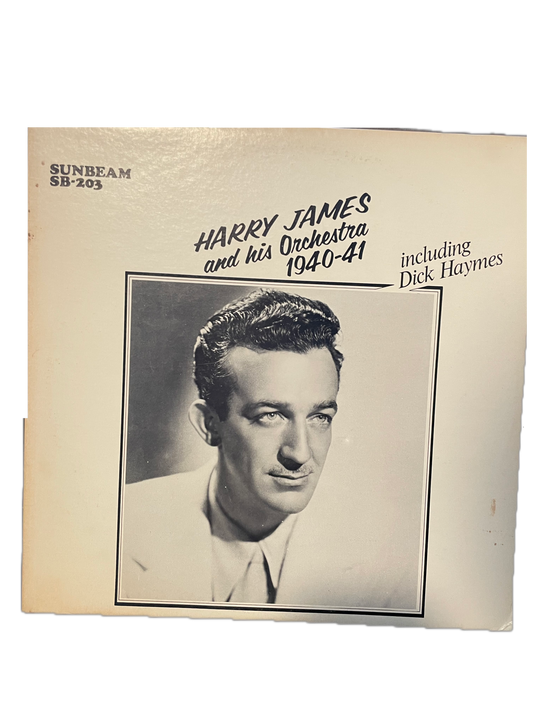 SUNBEAM
SB-203
HARRY JAMES
and his Orchestra
1940-41
including
Dick Haymes